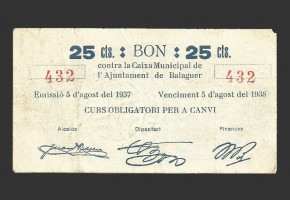 25 cts. : BON : 25 cts.
contra la Caixa Municipal de
432 l'Ajuntament de Balaguer 432
Emissió 5 d'agost del 1937 Venciment 5 d'agost del 1938
CURS OBLIGATORI PER A CANVI
Alcalde Dipositari Finances